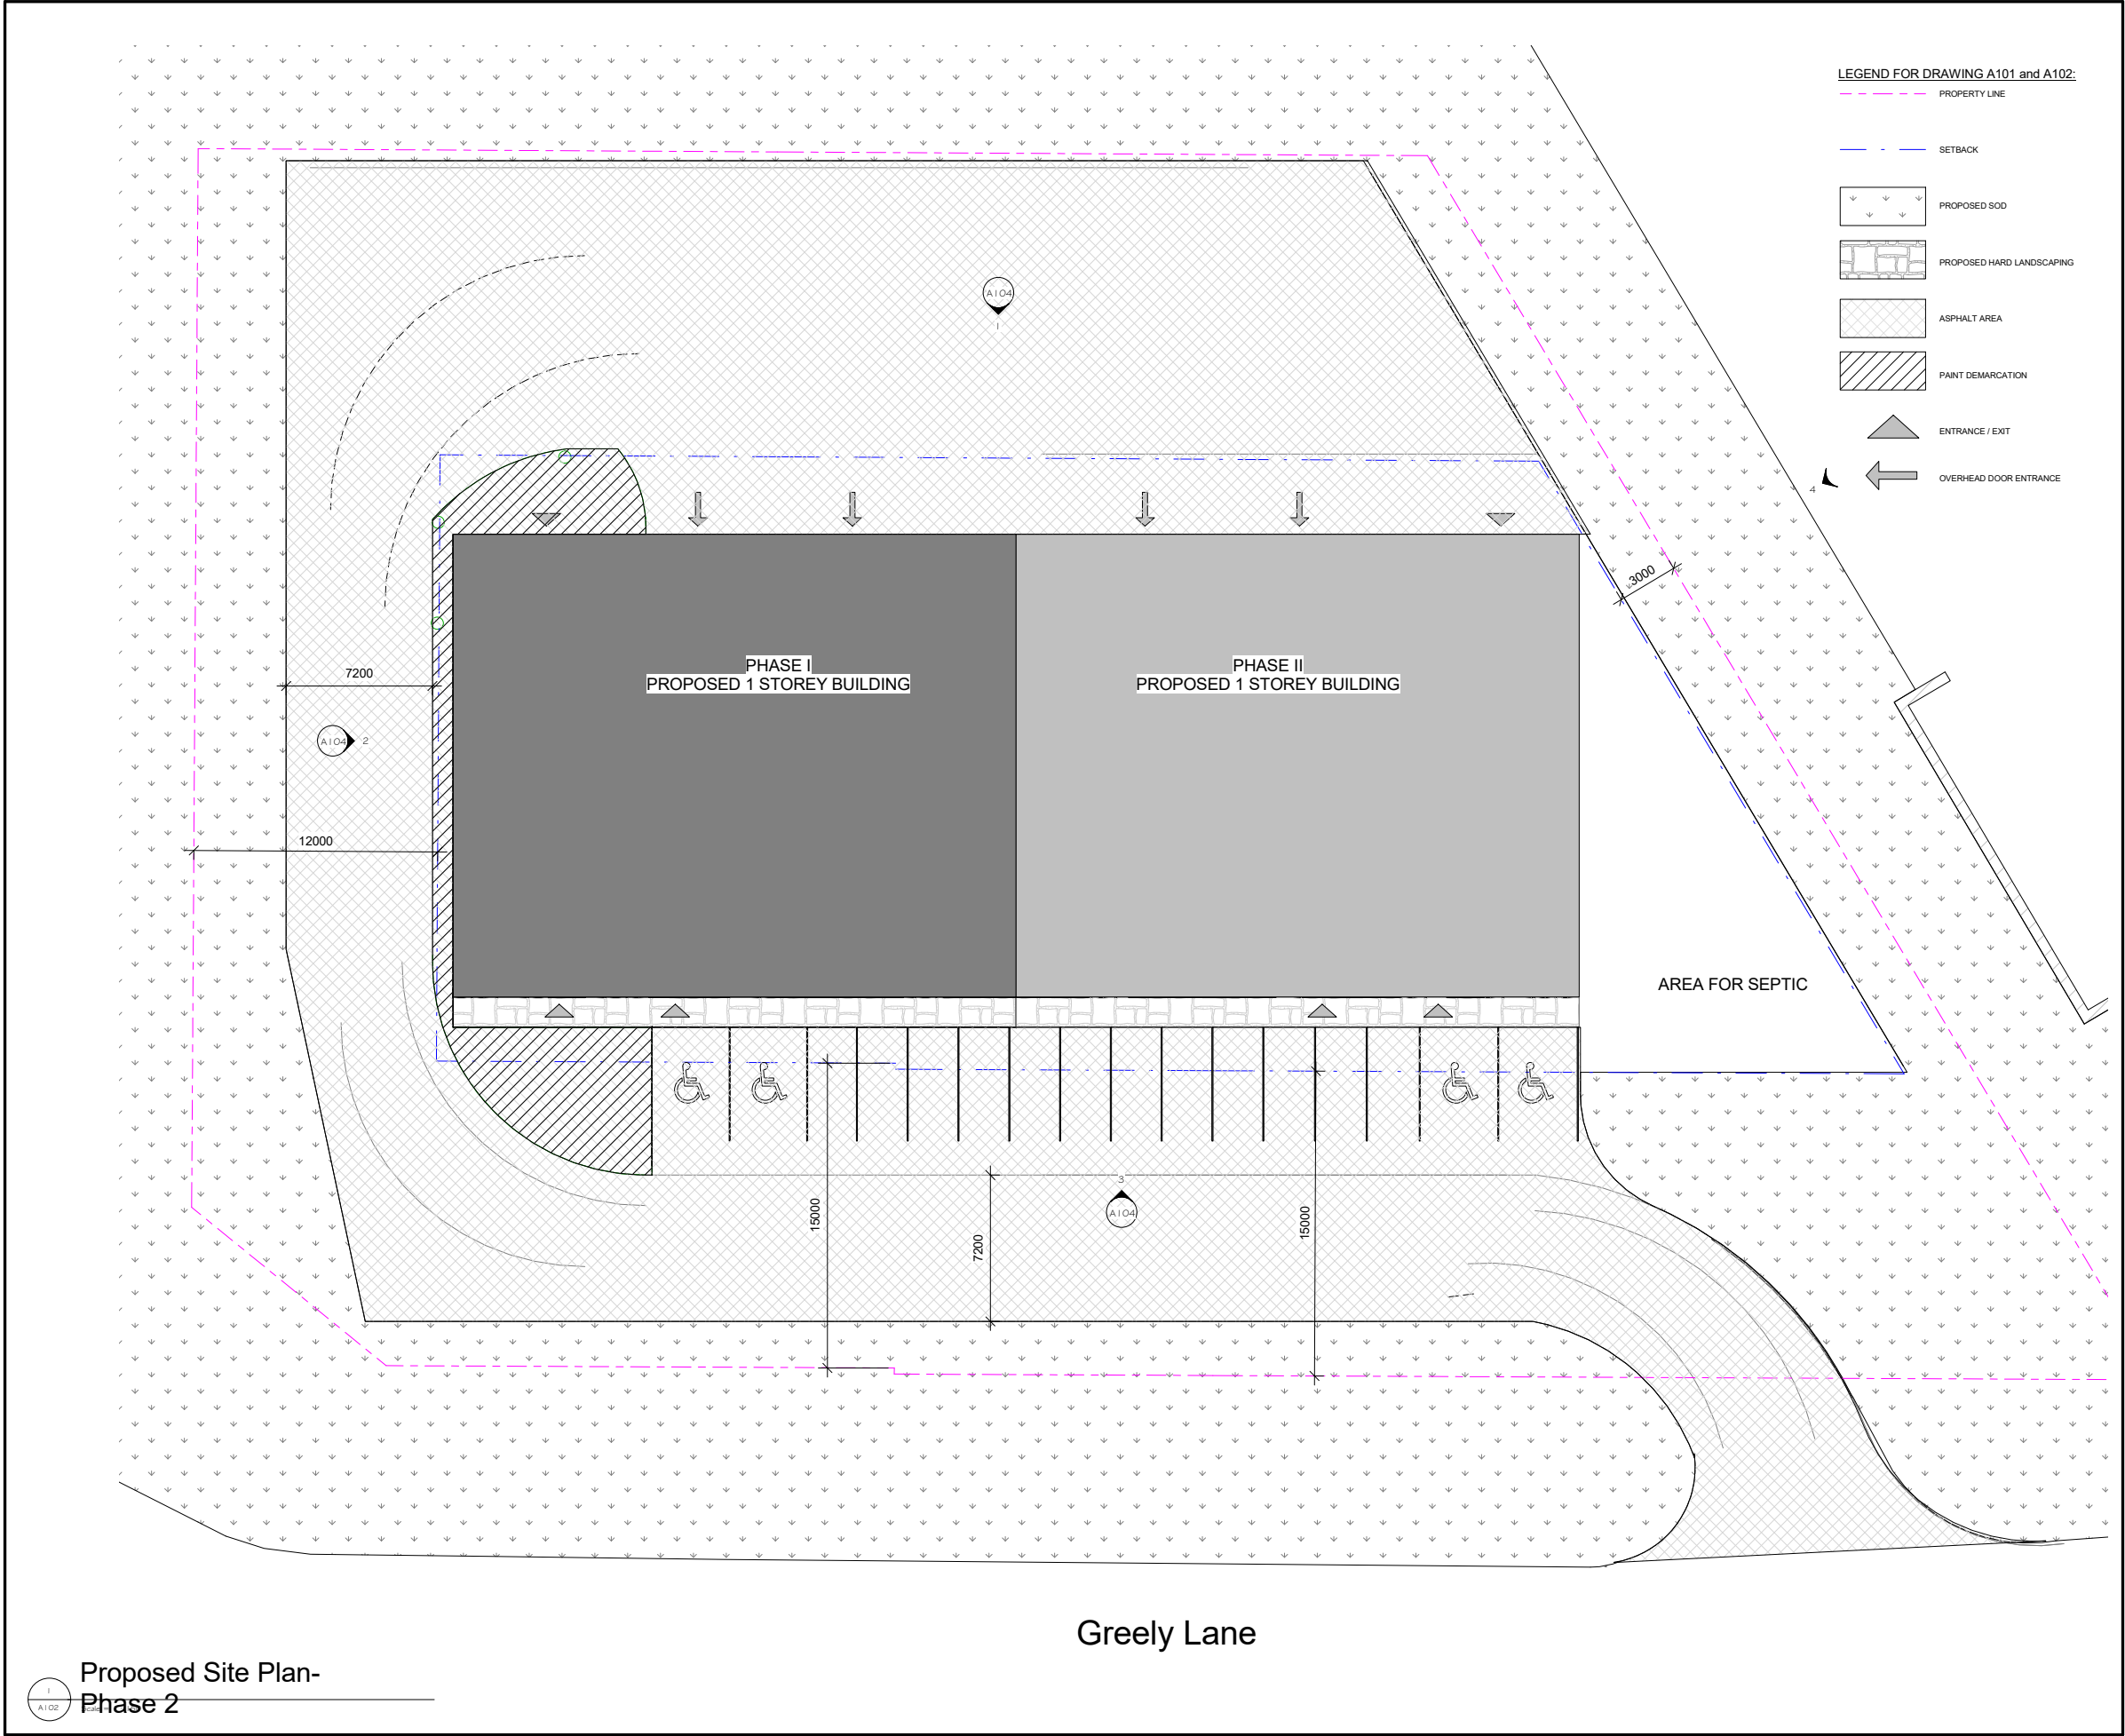 LEGEND FOR DRAWING A101 and A102:
PROPERTY LINE
SETBACK
PROPOSED SOD
PROPOSED HARD LANDSCAPING
ASPHALT AREA
PAINT DEMARCATION
ENTRANCE / EXIT
4
OVERHEAD DOOR ENTRANCE
A104
1
3000
PHASE I
PROPOSED 1 STOREY BUILDING
PHASE II
PROPOSED 1 STOREY BUILDING
7200
A104
2
12000
AREA FOR SEPTIC
3
A104
15000
7200
15000
Greely Lane
1
A102
Proposed Site Plan-
Phase 2